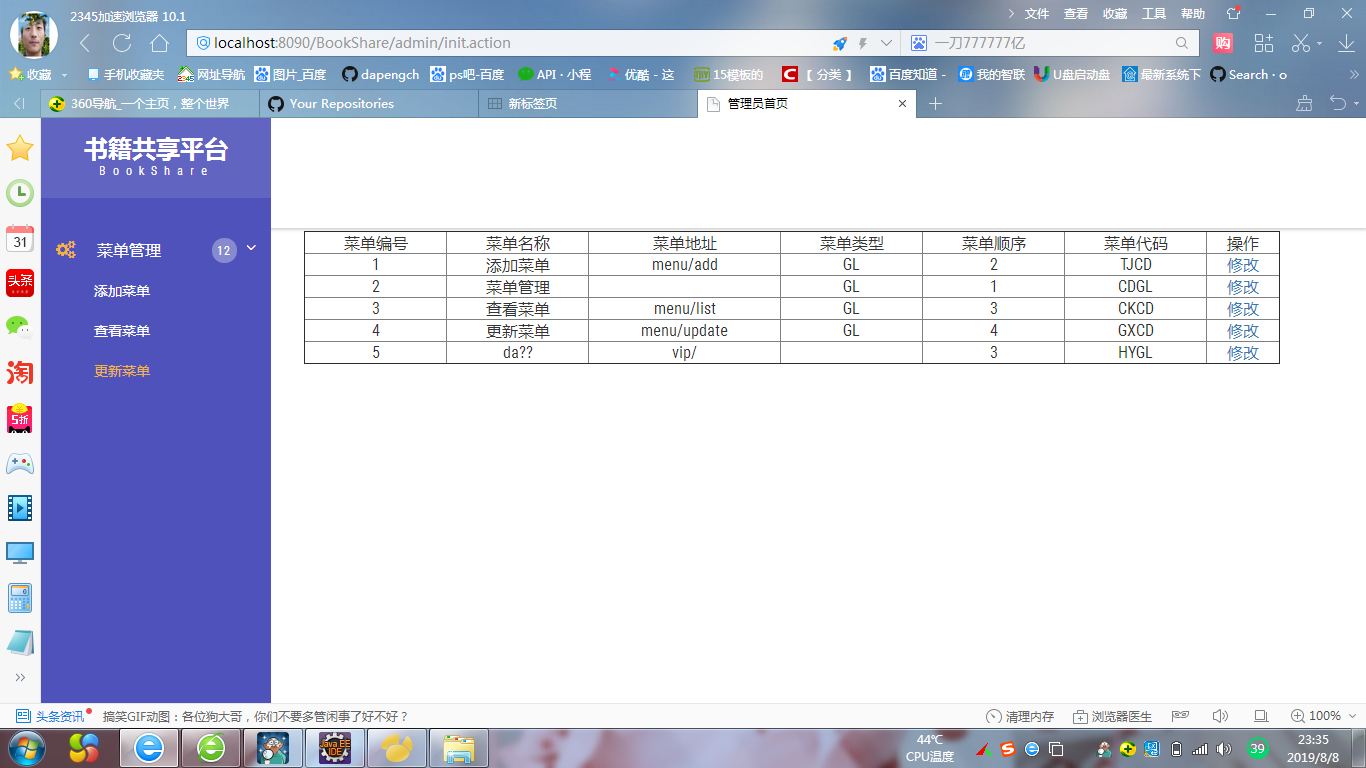 2345加速浏览器 10.1
文件 查看 收藏 工具 帮助
localhost:8090/BookShare/admin/init.action
一刀777777亿
购
收藏 手机收藏夹 网址导航 图片_百度 dapengch ps吧-百度 API · 小程 优酷 - 这 15模板的 【 分类 】 百度知道 - 我的智联 U盘启动盘 最新系统下 Search · o
360导航_一个主页，整个世界 Your Repositories 新标签页 管理员首页
书籍共享平台
BookShare
菜单管理 12
添加菜单
查看菜单
更新菜单
菜单编号 菜单名称 菜单地址 菜单类型 菜单顺序 菜单代码 操作
1 添加菜单 menu/add GL 2 TJCD 修改
2 菜单管理 GL 1 CDGL 修改
3 查看菜单 menu/list GL 3 CKCD 修改
4 更新菜单 menu/update GL 4 GXCD 修改
5 da?? vip/ 3 HYGL 修改
31
头条
淘
5折
头条资讯 搞笑GIF动图：各位狗大哥，你们不要多管闲事了好不好？
清理内存 浏览器医生 100%
Java EE
IDE
44℃
CPU温度
39
23:35
2019/8/8